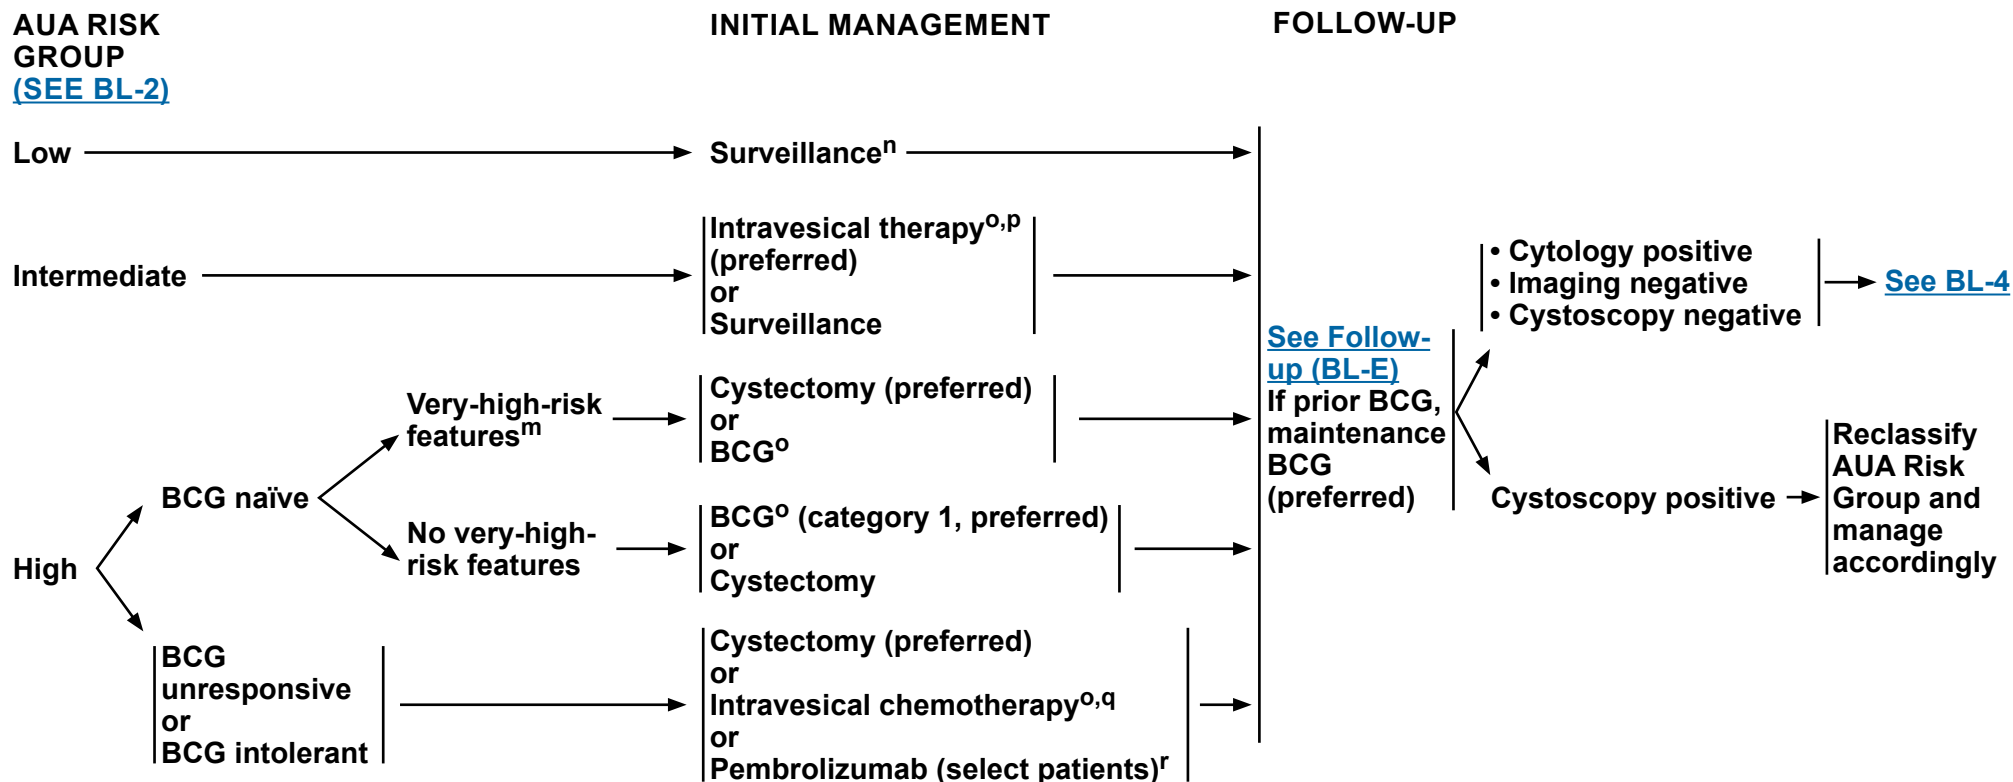 AUA RISK
GROUP
(SEE BL-2)
INITIAL MANAGEMENT
FOLLOW-UP
Low
Surveillanceⁿ
Intermediate
Intravesical therapyᵒ,ᵖ
(preferred)
or
Surveillance
High
BCG naïve
Very-high-risk
featuresᵐ
Cystectomy (preferred)
or
BCGᵒ
No very-high-
risk features
BCGᵒ (category 1, preferred)
or
Cystectomy
BCG
unresponsive
or
BCG intolerant
Cystectomy (preferred)
or
Intravesical chemotherapyᵒ,q
or
Pembrolizumab (select patients)ʳ
See Follow-
up (BL-E)
If prior BCG,
maintenance
BCG
(preferred)
• Cytology positive
• Imaging negative
• Cystoscopy negative
See BL-4
Cystoscopy positive
Reclassify
AUA Risk
Group and
manage
accordingly